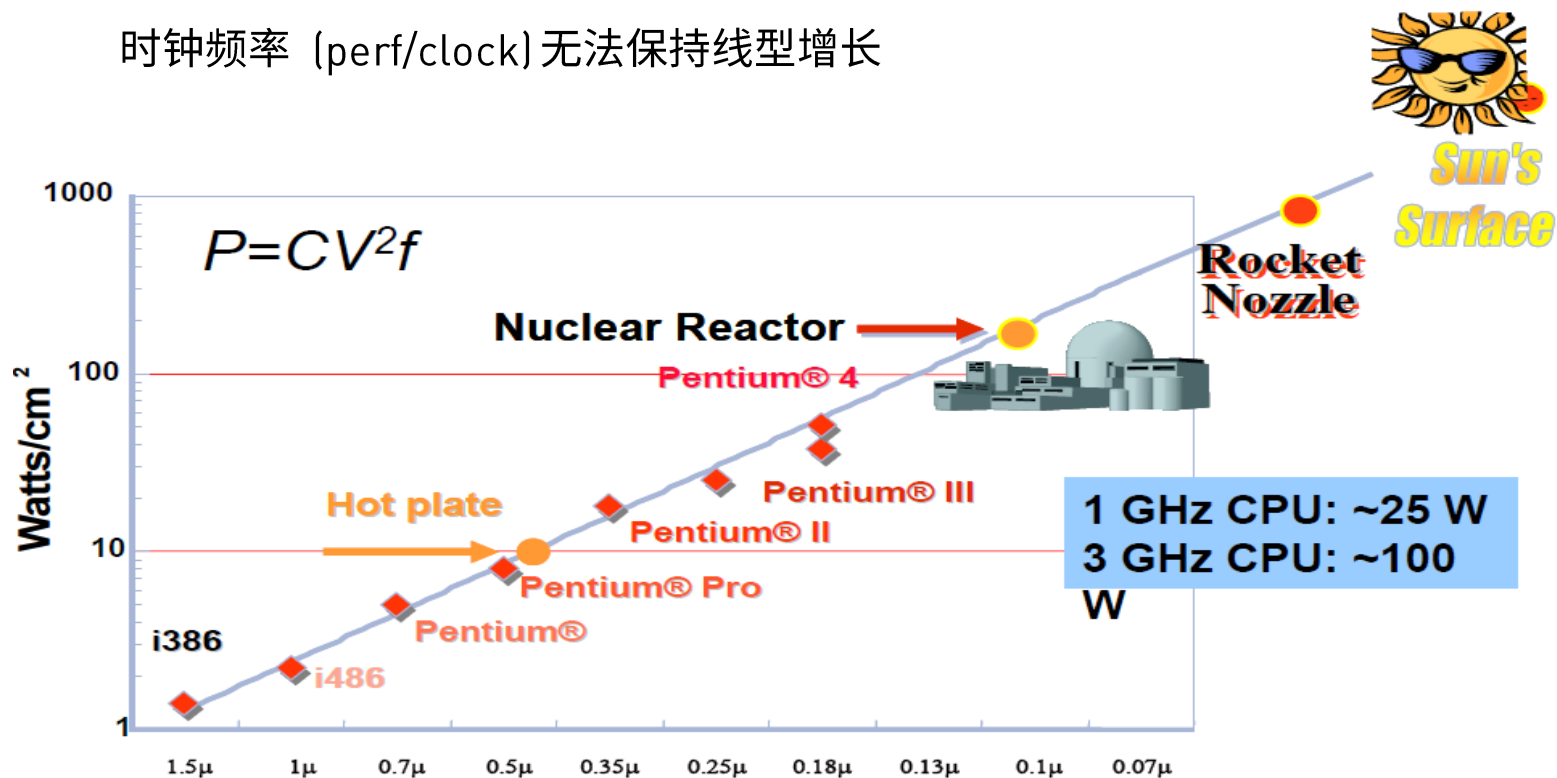 时钟频率 (perf/clock)无法保持线型增长
Sun's
Surface
1000
P=CV²f
Rocket
Nozzle
Nuclear Reactor
100
Pentium® 4
Watts/cm²
Pentium® III
Hot plate
Pentium® II
1 GHz CPU: ~25 W
3 GHz CPU: ~100
W
10
Pentium® Pro
Pentium®
i386
i486
1
1.5μ 1μ 0.7μ 0.5μ 0.35μ 0.25μ 0.18μ 0.13μ 0.1μ 0.07μ